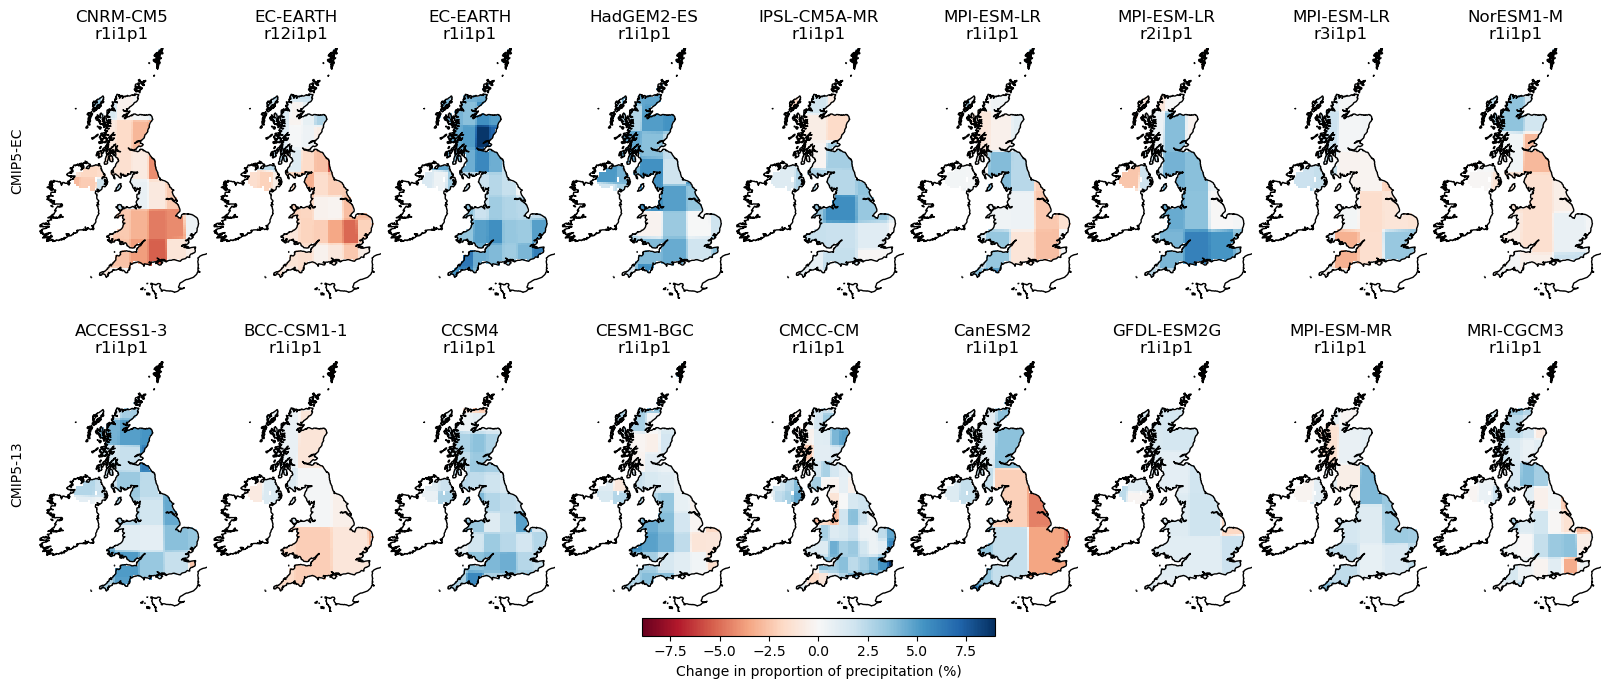 CNRM-CM5
r1i1p1
EC-EARTH
r12i1p1
EC-EARTH
r1i1p1
HadGEM2-ES
r1i1p1
IPSL-CM5A-MR
r1i1p1
MPI-ESM-LR
r1i1p1
MPI-ESM-LR
r2i1p1
MPI-ESM-LR
r3i1p1
NorESM1-M
r1i1p1
CMIP5-EC
ACCESS1-3
r1i1p1
BCC-CSM1-1
r1i1p1
CCSM4
r1i1p1
CESM1-BGC
r1i1p1
CMCC-CM
r1i1p1
CanESM2
r1i1p1
GFDL-ESM2G
r1i1p1
MPI-ESM-MR
r1i1p1
MRI-CGCM3
r1i1p1
CMIP5-13
−7.5 −5.0 −2.5 0.0 2.5 5.0 7.5
Change in proportion of precipitation (%)